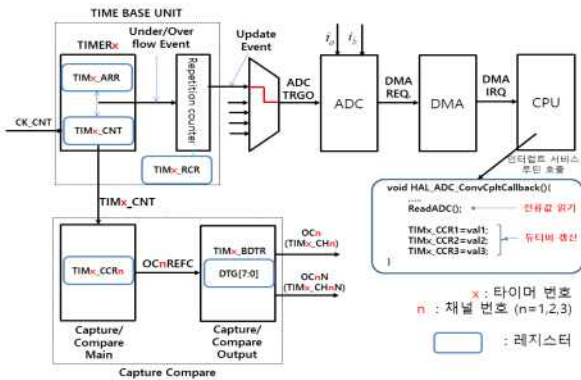 TIME BASE UNIT
Under/Over
flow Event
TIMERx
TIMx_ARR
TIMx_CNT
CK_CNT
Repetition counter
TIMx_RCR
Update
Event
ADC
TRGO
ADC
DMA
REQ.
DMA
DMA
IRQ
CPU
인터럽트 서비스
루틴 호출
void HAL_ADC_ConvCpltCallback(){
......
ReadADC();
전류값 읽기
TIMx_CCR1=val1;
TIMx_CCR2=val2;
TIMx_CCR3=val3;
듀티비 갱신
}
TIMx_CNT
TIMx_CCRn
OCnREFC
TIMx_BDTR
DTG[7:0]
OCn
(TIMx_CHn)
OCnN
(TIMx_CHnN)
Capture/
Compare
Main
Capture/
Compare
Output
Capture Compare
x : 타이머 번호
n : 채널 번호 (n=1,2,3)
: 레지스터